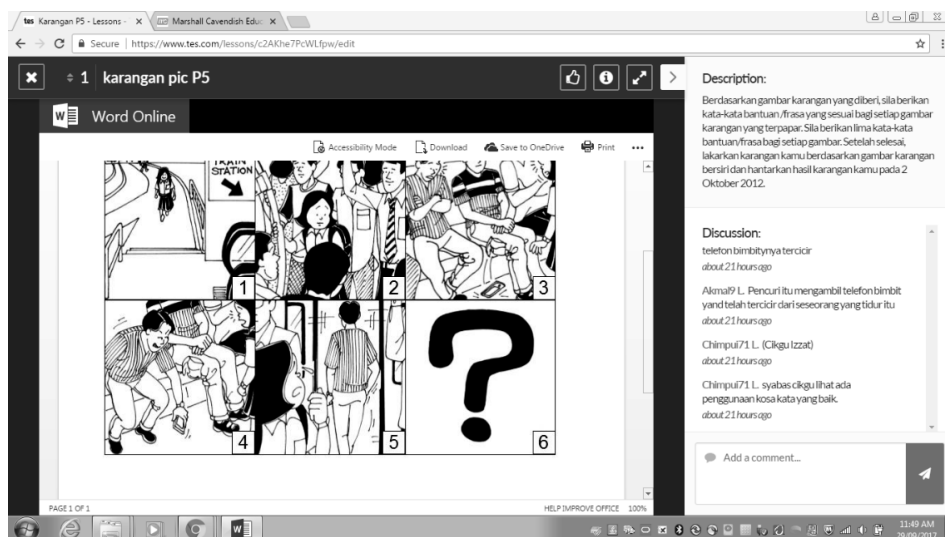 tes Karangan P5 - Lessons -
Marshall Cavendish Educ
Secure | https://www.tes.com/lessons/c2AKhe7PcWLfpw/edit
1 karangan pic P5
Word Online
Accessibility Mode
Download
Save to OneDrive
Print
TRAIN
STATION
1
2
3
4
5
6
PAGE 1 OF 1
HELP IMPROVE OFFICE
100%
Description:
Berdasarkan gambar karangan yang diberi, sila berikan
kata-kata bantuan /frasa yang sesuai bagi setiap gambar
karangan yang terpapar. Sila berikan lima kata-kata
bantuan/frasa bagi setiap gambar. Setelah selesai,
lakarkan karangan kamu berdasarkan gambar karangan
bersiri dan hantarkan hasil karangan kamu pada 2
Oktober 2012.
Discussion:
telefon bimbitynya tercicir
about 21 hours ago
Akmal9 L. Pencuri itu mengambil telefon bimbit
yand telah tercicir dari seseorang yang tidur itu
about 21 hours ago
Chimpui71 L. (Cikgu Izzat)
about 21 hours ago
Chimpui71 L. syabas cikgu lihat ada
penggunaan kosa kata yang baik.
about 21 hours ago
Add a comment...
11:49 AM
29/09/2017